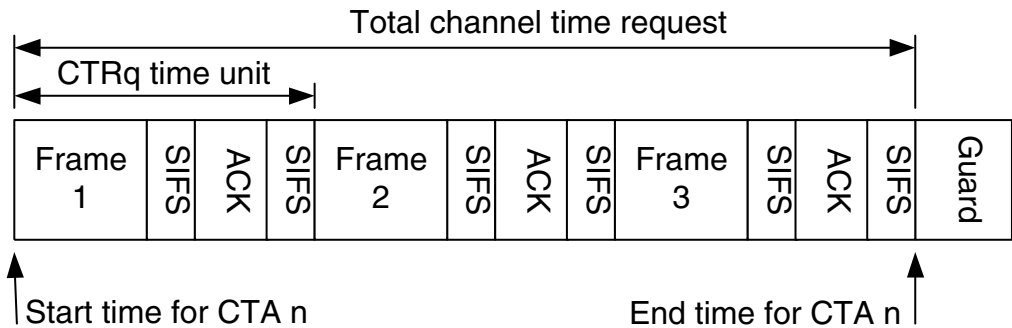 Total channel time request
CTRq time unit
Frame
1
SIFS
ACK
SIFS
Frame
2
SIFS
ACK
SIFS
Frame
3
SIFS
ACK
SIFS
Guard
Start time for CTA n
End time for CTA n